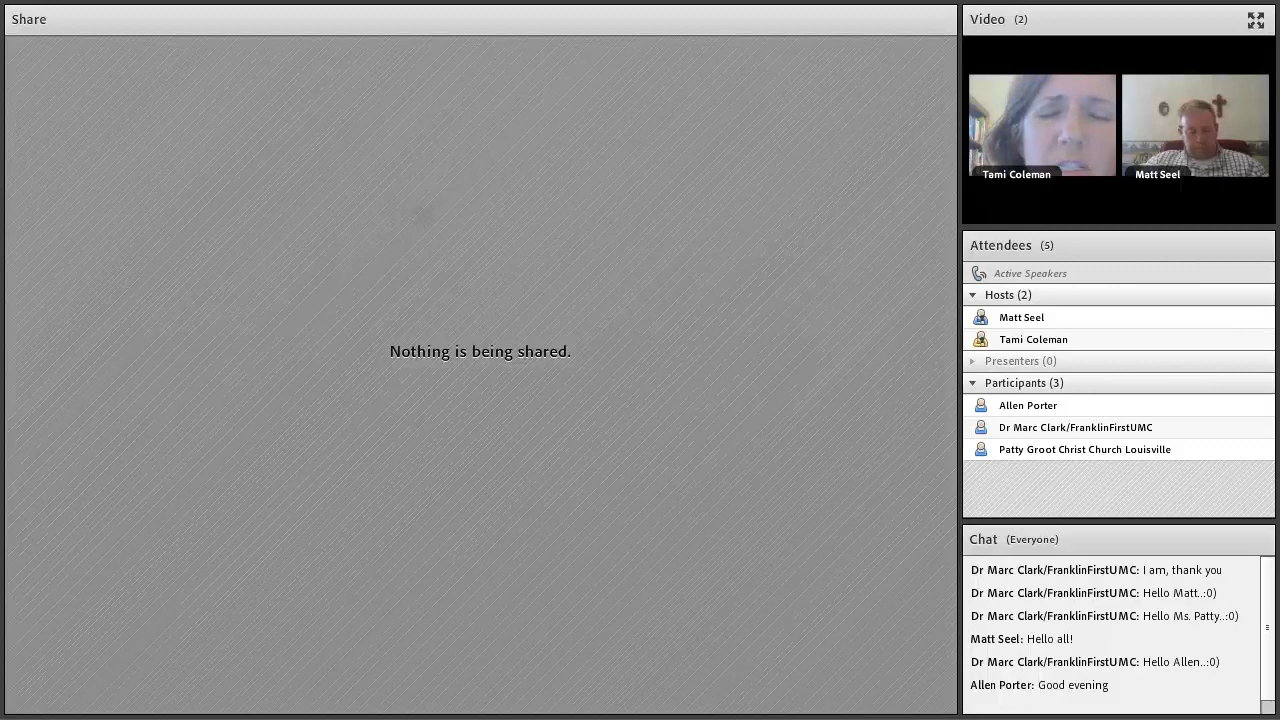 Share
Nothing is being shared.
Video (2)
Tami Coleman
Matt Seel
Attendees (5)
Active Speakers
Hosts (2)
Matt Seel
Tami Coleman
Presenters (0)
Participants (3)
Allen Porter
Dr Marc Clark/FranklinFirstUMC
Patty Groot Christ Church Louisville
Chat (Everyone)
Dr Marc Clark/FranklinFirstUMC: I am, thank you
Dr Marc Clark/FranklinFirstUMC: Hello Matt..:0)
Dr Marc Clark/FranklinFirstUMC: Hello Ms. Patty..:0)
Matt Seel: Hello all!
Dr Marc Clark/FranklinFirstUMC: Hello Allen..:0)
Allen Porter: Good evening